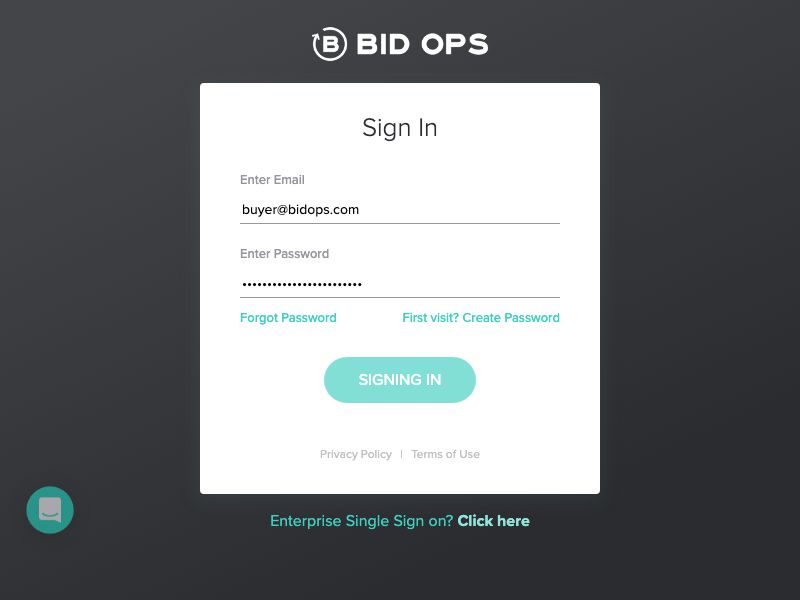 BID OPS
Sign In
Enter Email
buyer@bidops.com
Enter Password
••••••••••••••••••••••••
Forgot Password First visit? Create Password
SIGNING IN
Privacy Policy | Terms of Use
Enterprise Single Sign on? Click here